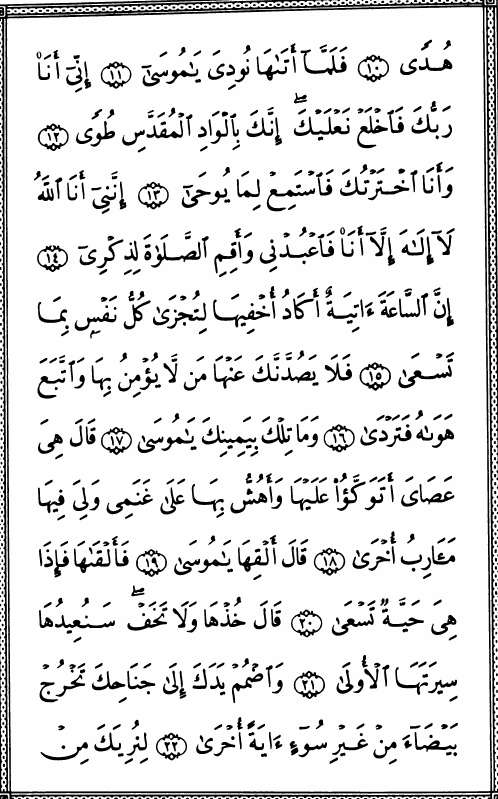 هُدٗى ۝١٠ فَلَمَّآ أَتَىٰهَا نُودِيَ يَٰمُوسَىٰٓ ۝١١ إِنِّيٓ أَنَا۠
رَبُّكَ فَٱخۡلَعۡ نَعۡلَيۡكَۖ إِنَّكَ بِٱلۡوَادِ ٱلۡمُقَدَّسِ طُوٗى ۝١٢
وَأَنَا ٱخۡتَرۡتُكَ فَٱسۡتَمِعۡ لِمَا يُوحَىٰٓ ۝١٣ إِنَّنِيٓ أَنَا ٱللَّهُ
لَآ إِلَٰهَ إِلَّآ أَنَا۠ فَٱعۡبُدۡنِي وَأَقِمِ ٱلصَّلَوٰةَ لِذِكۡرِيٓ ۝١٤
إِنَّ ٱلسَّاعَةَ ءَاتِيَةٌ أَكَادُ أُخۡفِيهَا لِتُجۡزَىٰ كُلُّ نَفۡسِۭ بِمَا
تَسۡعَىٰ ۝١٥ فَلَا يَصُدَّنَّكَ عَنۡهَا مَن لَّا يُؤۡمِنُ بِهَا وَٱتَّبَعَ
هَوَىٰهُ فَتَرۡدَىٰ ۝١٦ وَمَا تِلۡكَ بِيَمِينِكَ يَٰمُوسَىٰ ۝١٧ قَالَ هِيَ
عَصَايَ أَتَوَكَّؤُاْ عَلَيۡهَا وَأَهُشُّ بِهَا عَلَىٰ غَنَمِي وَلِيَ فِيهَا
مَـَٔارِبُ أُخۡرَىٰ ۝١٨ قَالَ أَلۡقِهَا يَٰمُوسَىٰ ۝١٩ فَأَلۡقَىٰهَا فَإِذَا
هِيَ حَيَّةٞ تَسۡعَىٰ ۝٢٠ قَالَ خُذۡهَا وَلَا تَخَفۡۖ سَنُعِيدُهَا
سِيرَتَهَا ٱلۡأُولَىٰ ۝٢١ وَٱضۡمُمۡ يَدَكَ إِلَىٰ جَنَاحِكَ تَخۡرُجۡ
بَيۡضَآءَ مِنۡ غَيۡرِ سُوٓءٍ ءَايَةً أُخۡرَىٰ ۝٢٢ لِنُرِيَكَ مِنۡ